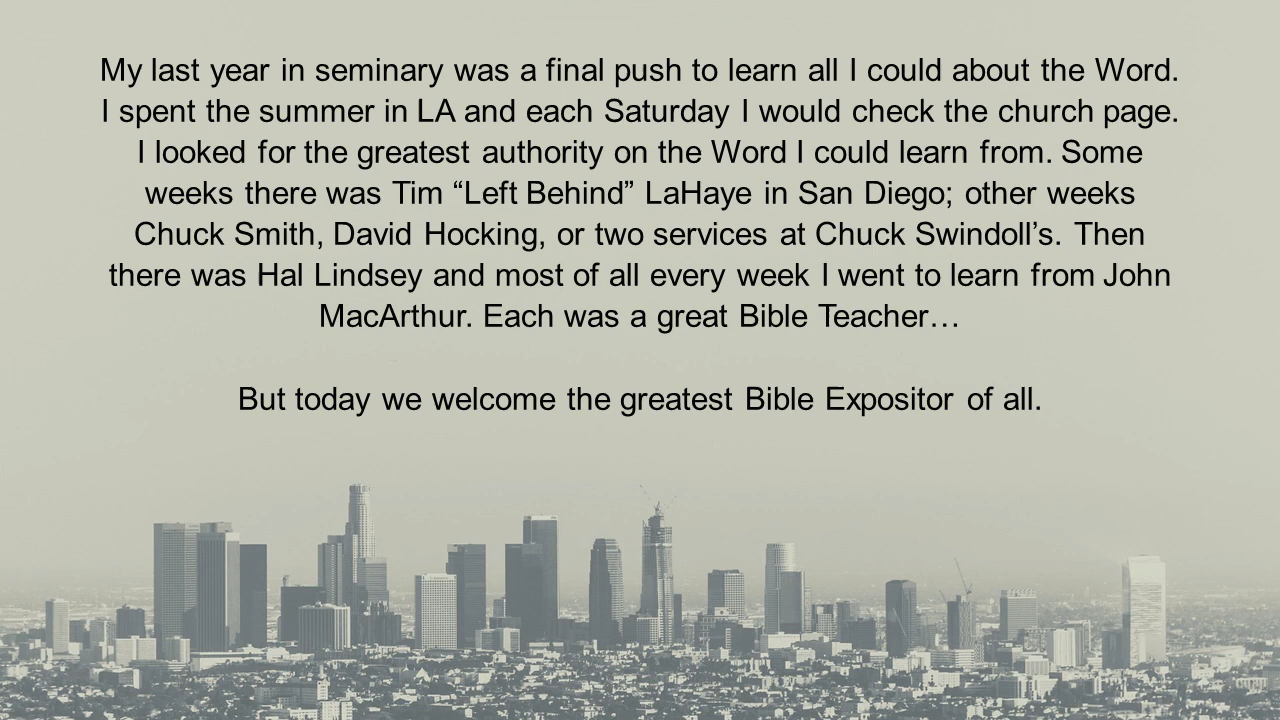 My last year in seminary was a final push to learn all I could about the Word.
I spent the summer in LA and each Saturday I would check the church page.
I looked for the greatest authority on the Word I could learn from. Some
weeks there was Tim “Left Behind” LaHaye in San Diego; other weeks
Chuck Smith, David Hocking, or two services at Chuck Swindoll’s. Then
there was Hal Lindsey and most of all every week I went to learn from John
MacArthur. Each was a great Bible Teacher…
But today we welcome the greatest Bible Expositor of all.